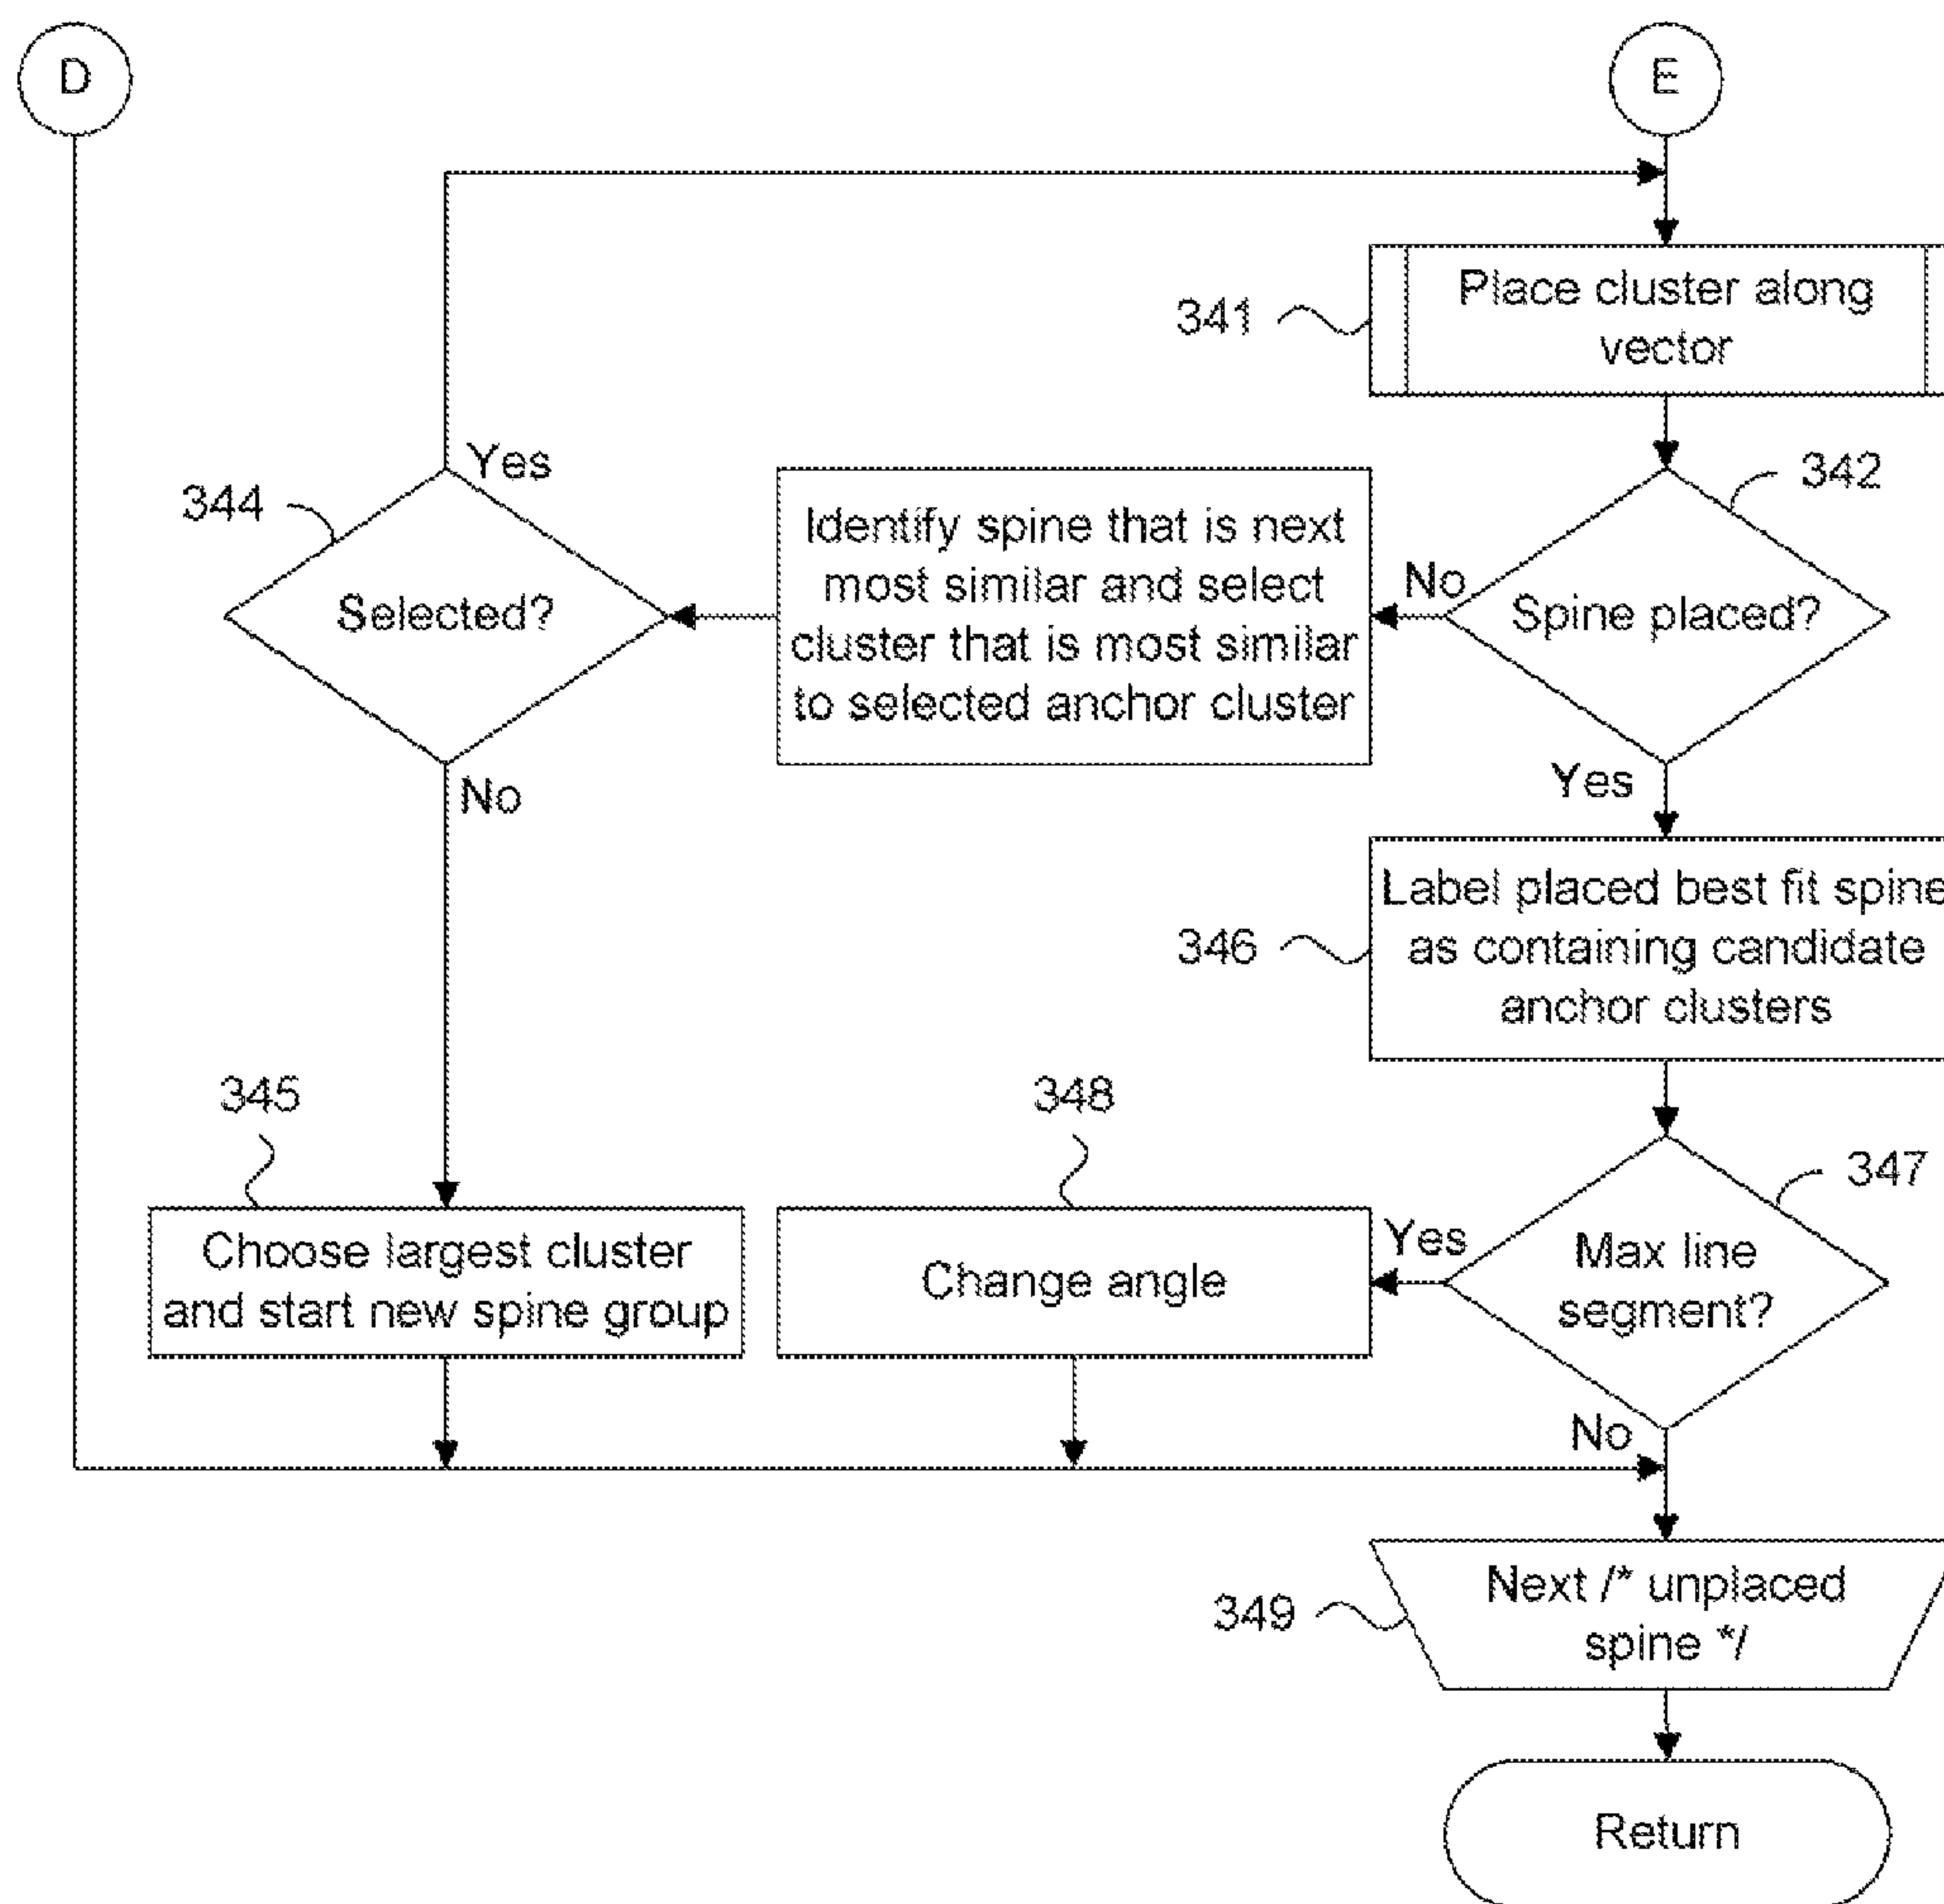 D
E
341
Place cluster along
vector
342
Spine placed?
No
Yes
Identify spine that is next
most similar and select
cluster that is most similar
to selected anchor cluster
344
Selected?
Yes
No
346
Label placed best fit spine
as containing candidate
anchor clusters
345
Choose largest cluster
and start new spine group
348
Change angle
347
Max line
segment?
Yes
No
349
Next /* unplaced
spine */
Return